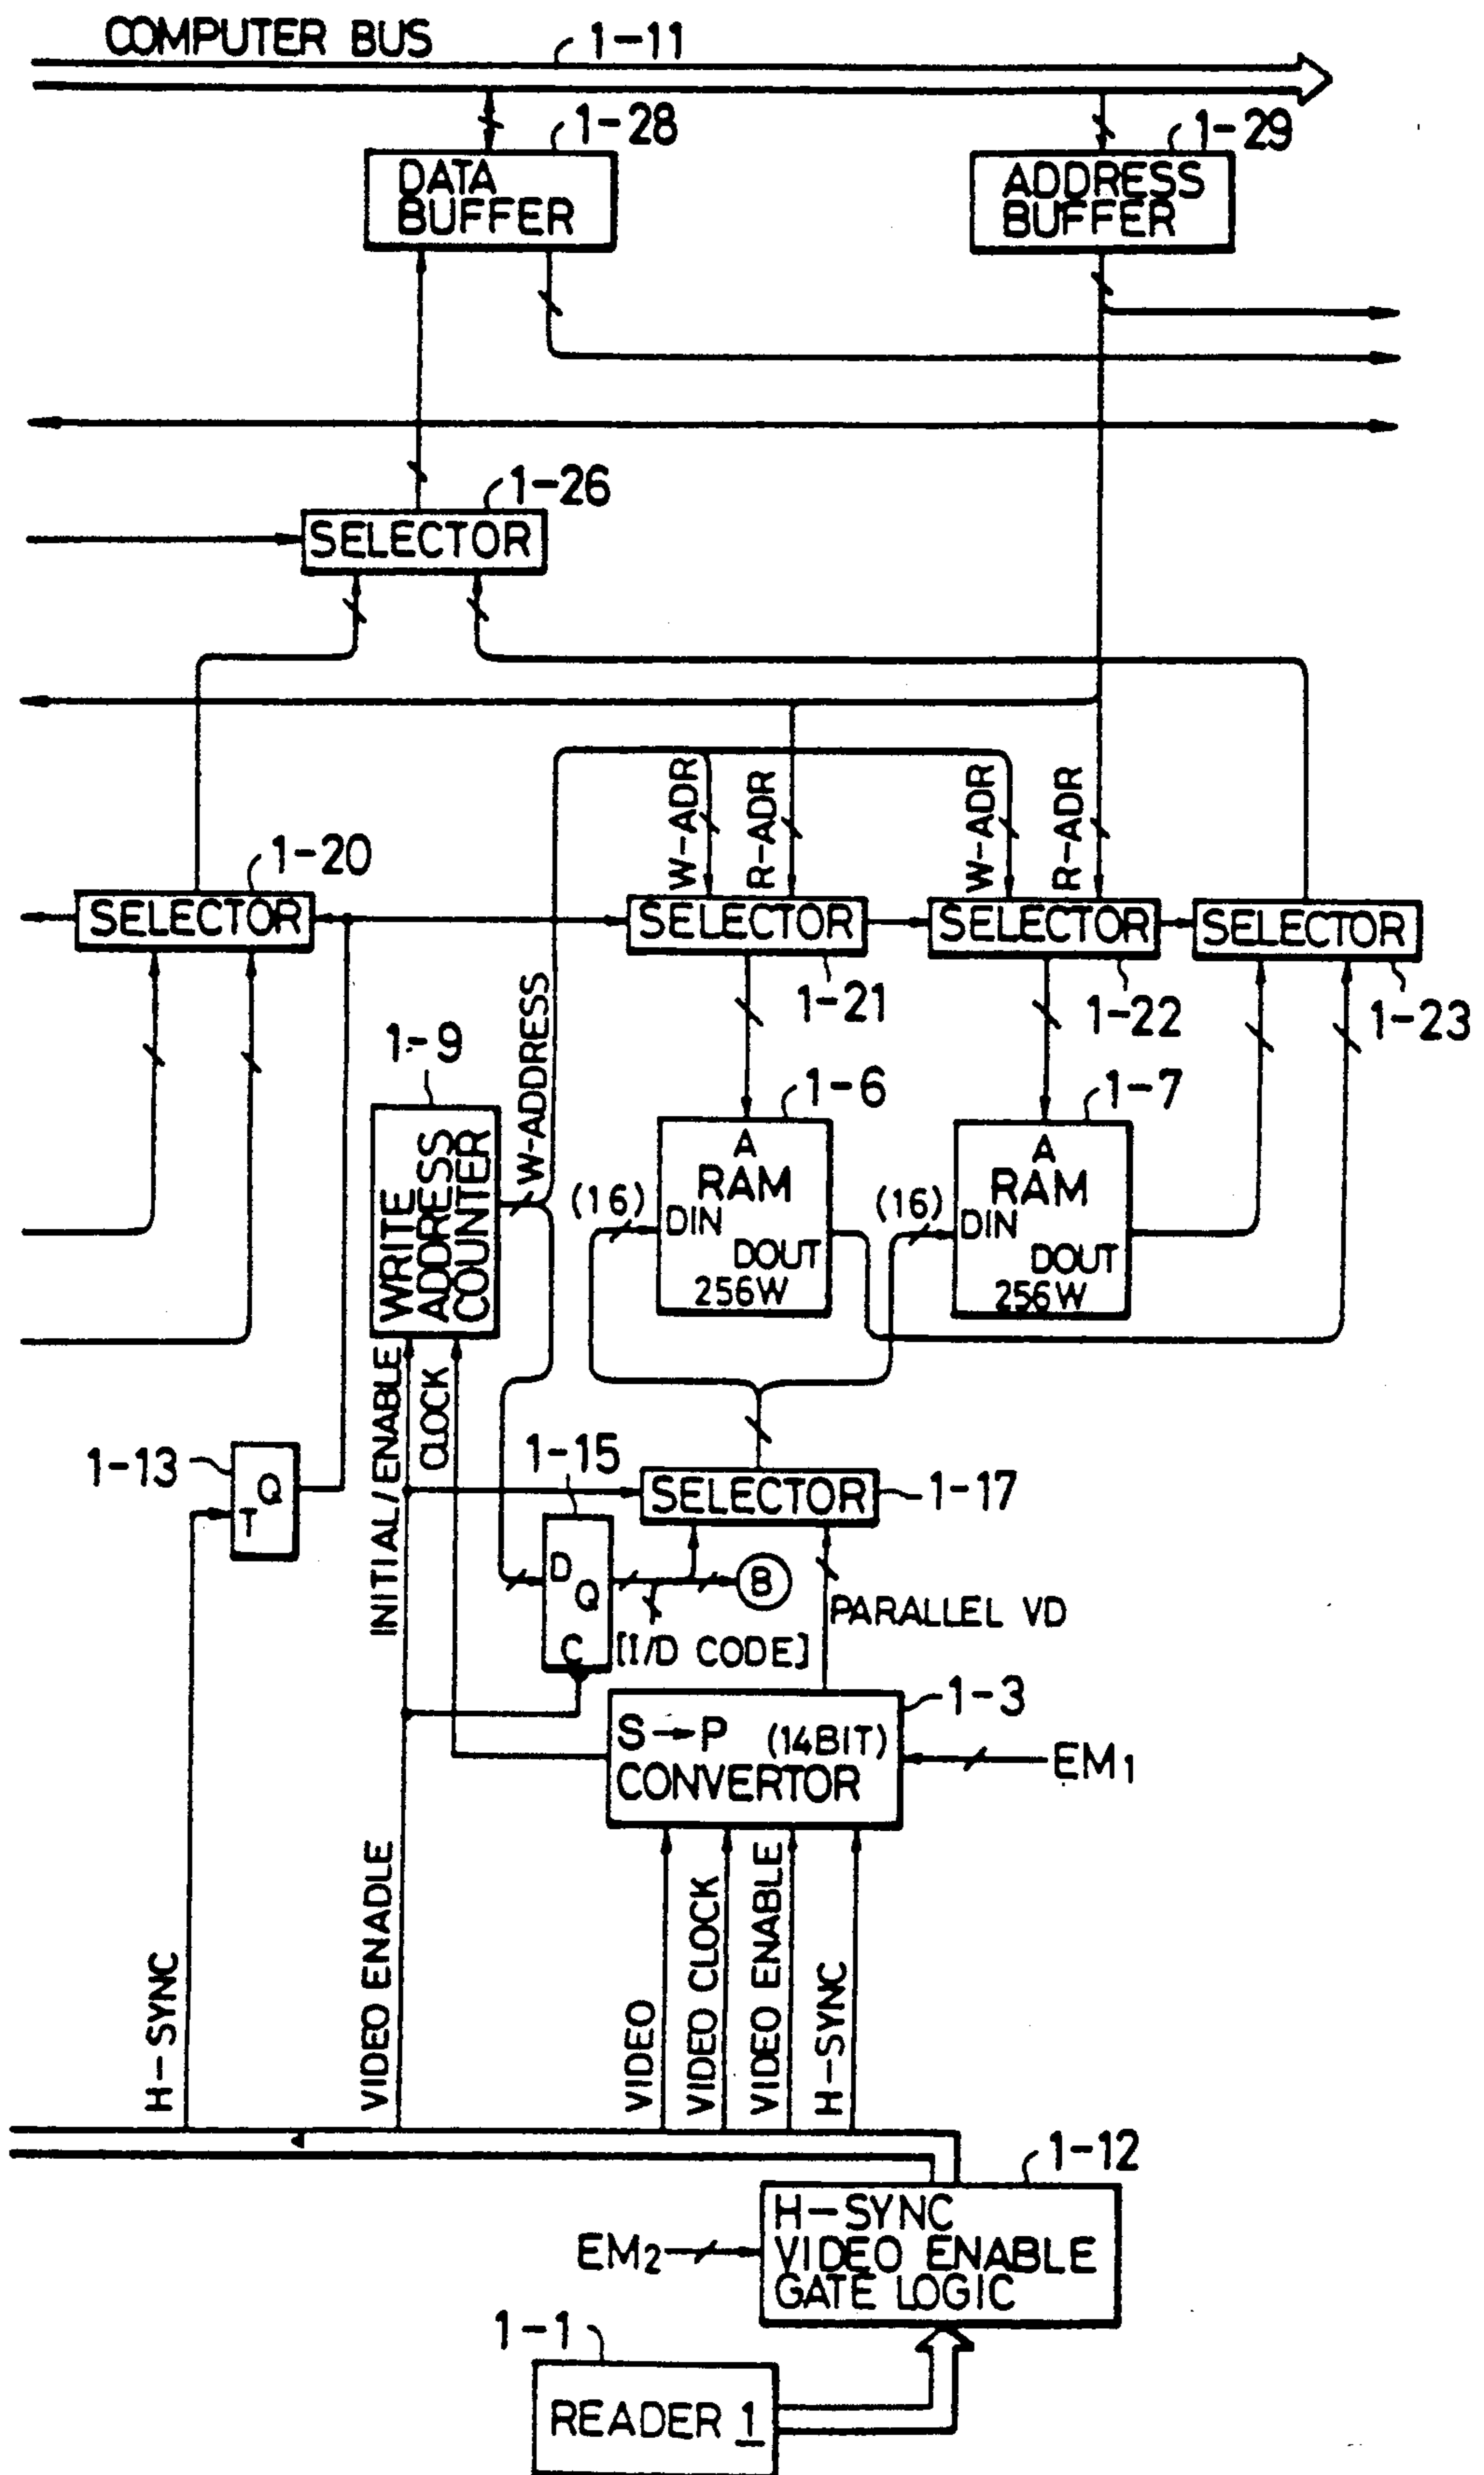 COMPUTER BUS
1-11
1-28
DATA
BUFFER
1-29
ADDRESS
BUFFER
1-26
SELECTOR
W-ADR
R-ADR
W-ADR
R-ADR
1-20
SELECTOR
SELECTOR
SELECTOR
SELECTOR
1-21
1-22
1-23
1-9
W-ADDRESS
WRITE
ADDRESS
COUNTER
1-6
A
RAM
(16)
DIN
DOUT
256W
1-7
A
RAM
(16)
DIN
DOUT
256W
INITIAL/ENABLE
CLOCK
1-13
T
Q
1-15
D
Q
C
SELECTOR
1-17
B
[I/D CODE]
PARALLEL VD
1-3
S→P (14BIT)
CONVERTOR
EM1
H-SYNC
VIDEO ENADLE
VIDEO
VIDEO CLOCK
VIDEO ENABLE
H-SYNC
1-12
H-SYNC
VIDEO ENABLE
GATE LOGIC
EM2
1-1
READER 1